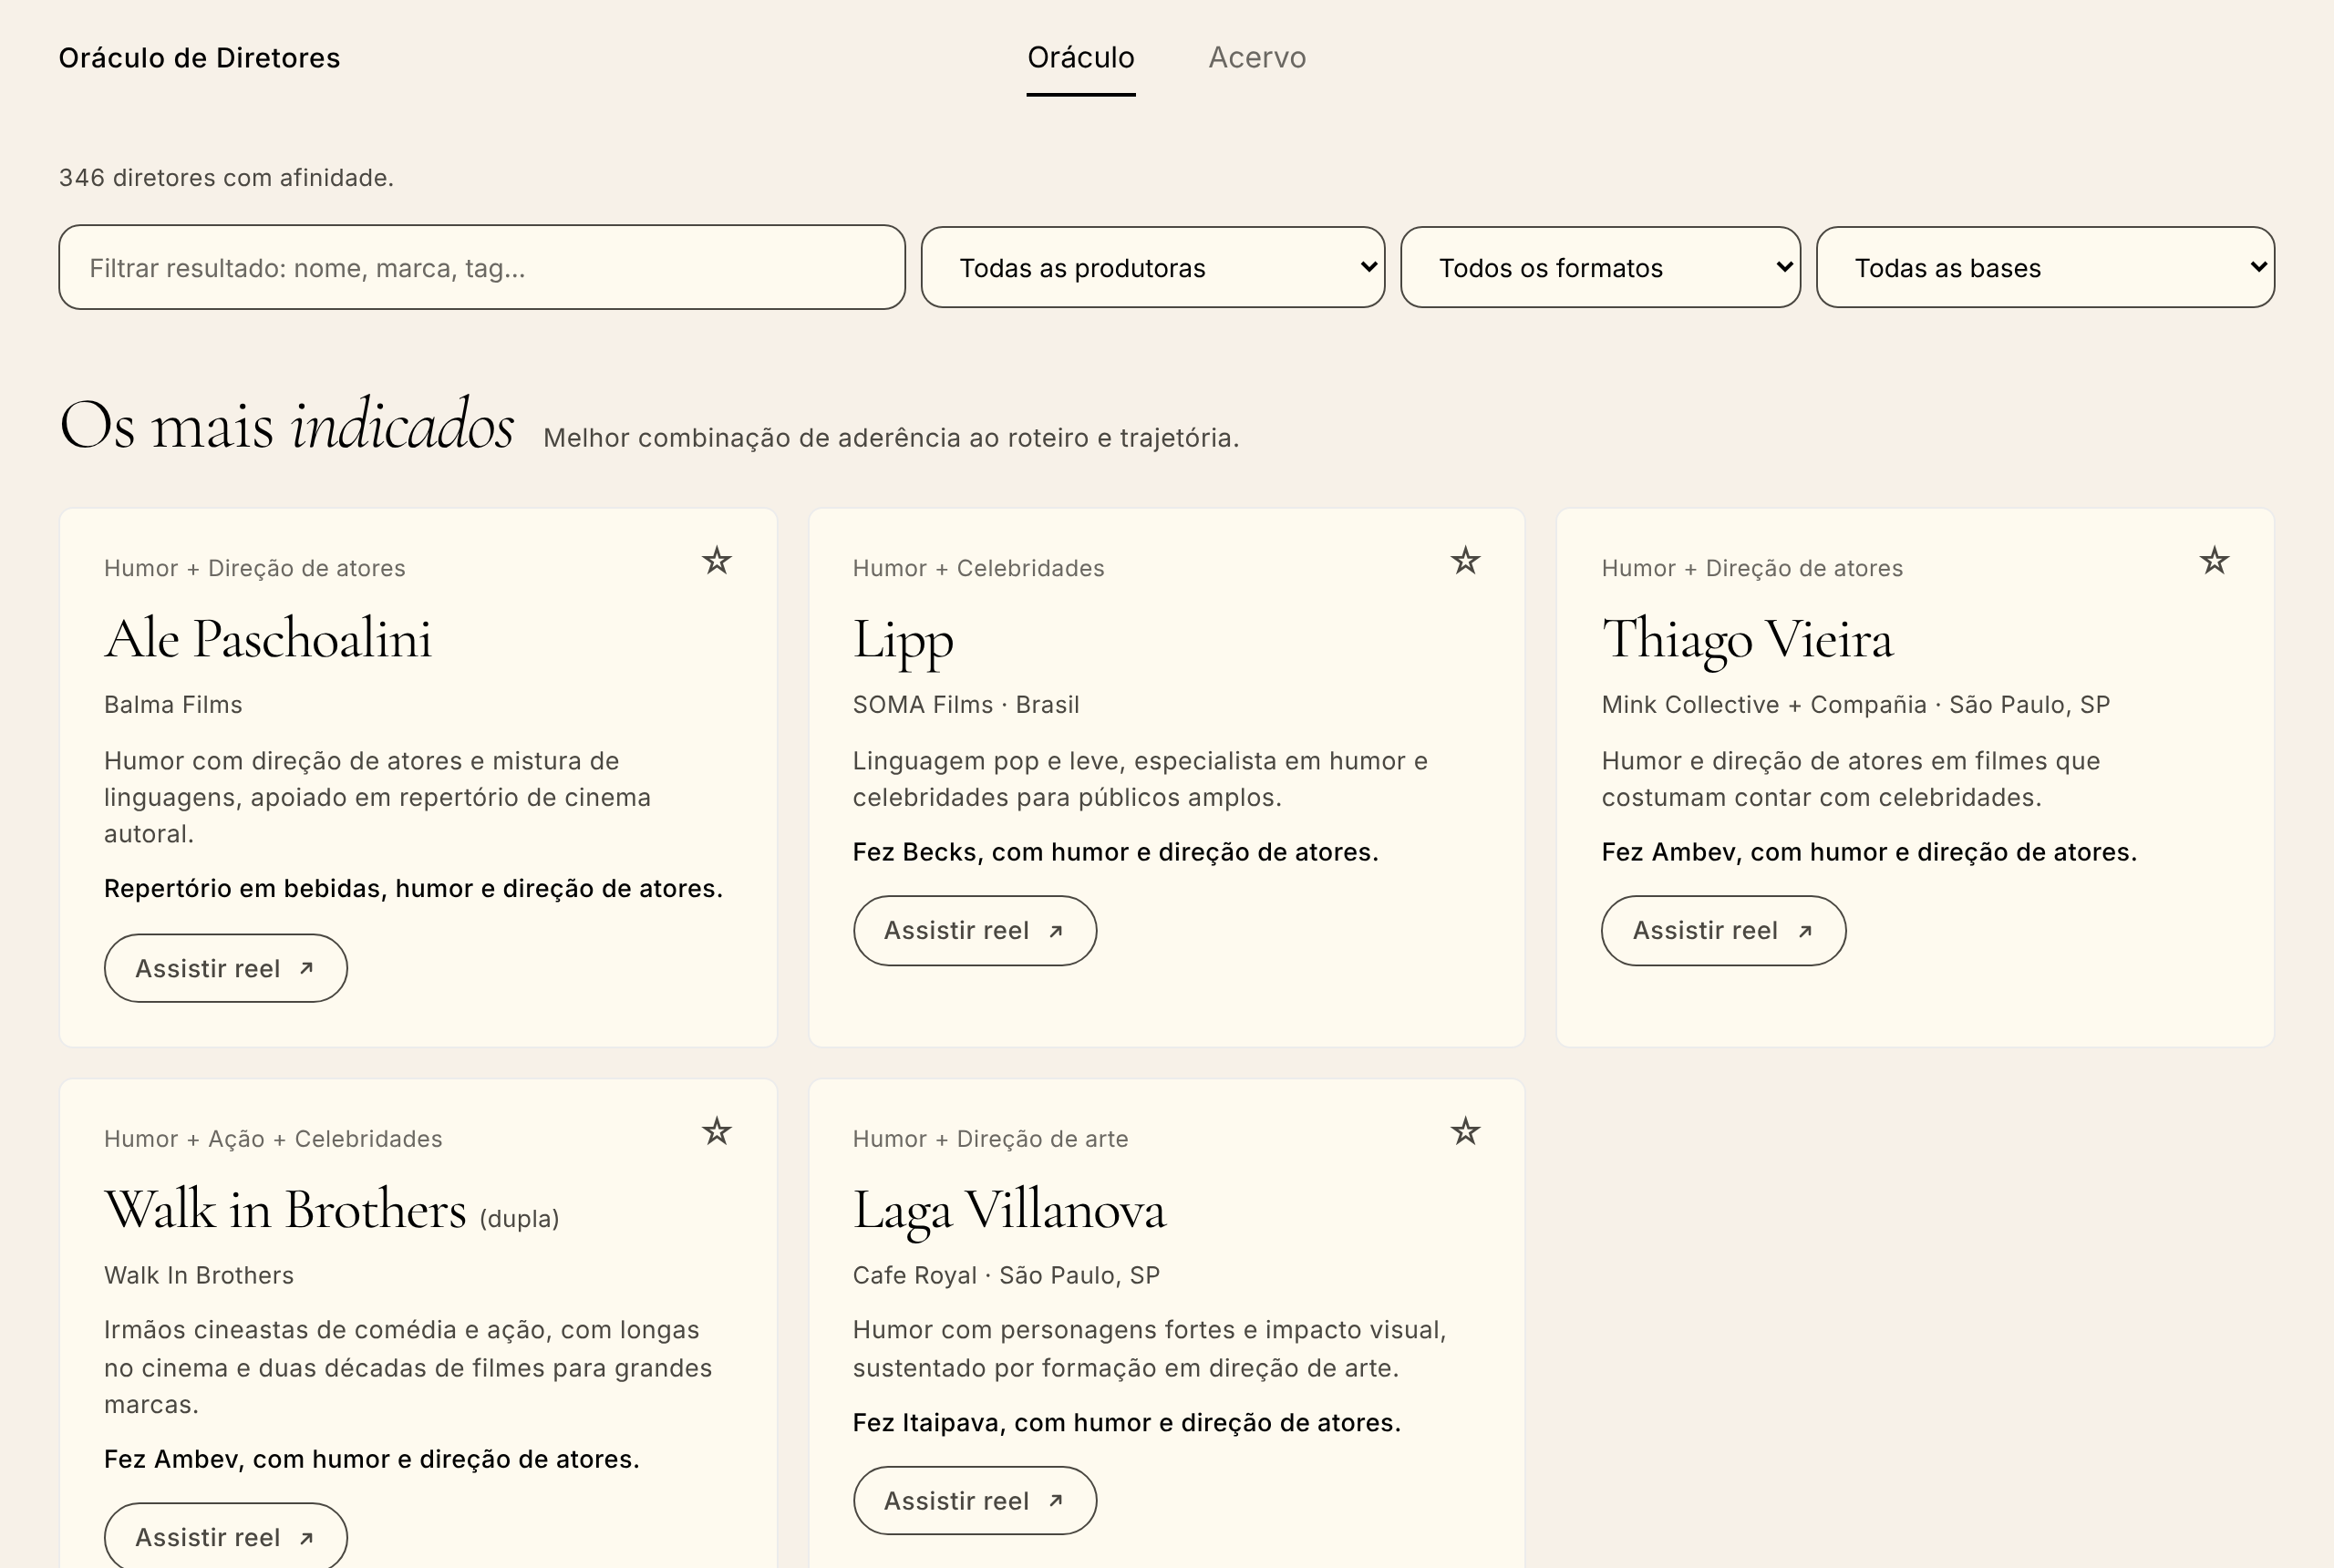 Oráculo de Diretores
Oráculo
Acervo
346 diretores com afinidade.
Filtrar resultado: nome, marca, tag...
Todas as produtoras
Todos os formatos
Todas as bases
Os mais indicados
Melhor combinação de aderência ao roteiro e trajetória.
Humor + Direção de atores
Ale Paschoalini
Balma Films
Humor com direção de atores e mistura de
linguagens, apoiado em repertório de cinema
autoral.
Repertório em bebidas, humor e direção de atores.
Assistir reel
Humor + Celebridades
Lipp
SOMA Films · Brasil
Linguagem pop e leve, especialista em humor e
celebridades para públicos amplos.
Fez Becks, com humor e direção de atores.
Assistir reel
Humor + Direção de atores
Thiago Vieira
Mink Collective + Compañia · São Paulo, SP
Humor e direção de atores em filmes que
costumam contar com celebridades.
Fez Ambev, com humor e direção de atores.
Assistir reel
Humor + Ação + Celebridades
Walk in Brothers (dupla)
Walk In Brothers
Irmãos cineastas de comédia e ação, com longas
no cinema e duas décadas de filmes para grandes
marcas.
Fez Ambev, com humor e direção de atores.
Assistir reel
Humor + Direção de arte
Laga Villanova
Cafe Royal · São Paulo, SP
Humor com personagens fortes e impacto visual,
sustentado por formação em direção de arte.
Fez Itaipava, com humor e direção de atores.
Assistir reel